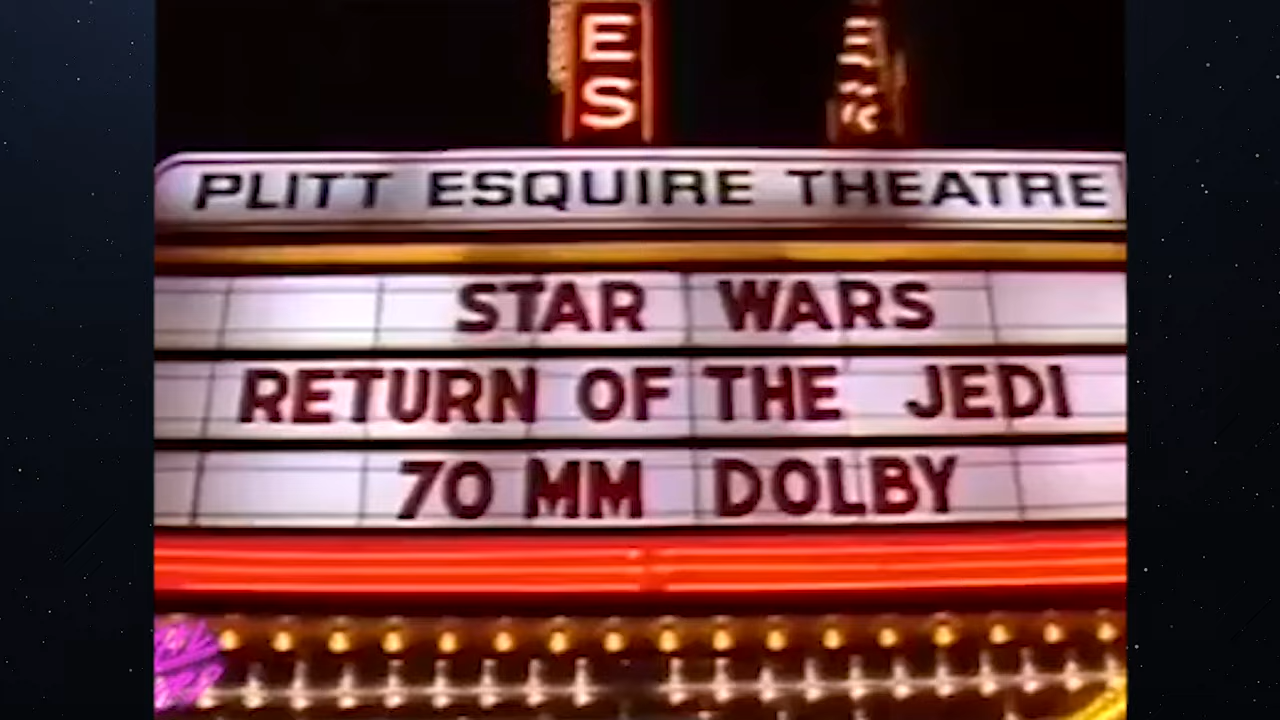 ES
PLITT ESQUIRE THEATRE
STAR WARS
RETURN OF THE JEDI
70 MM DOLBY